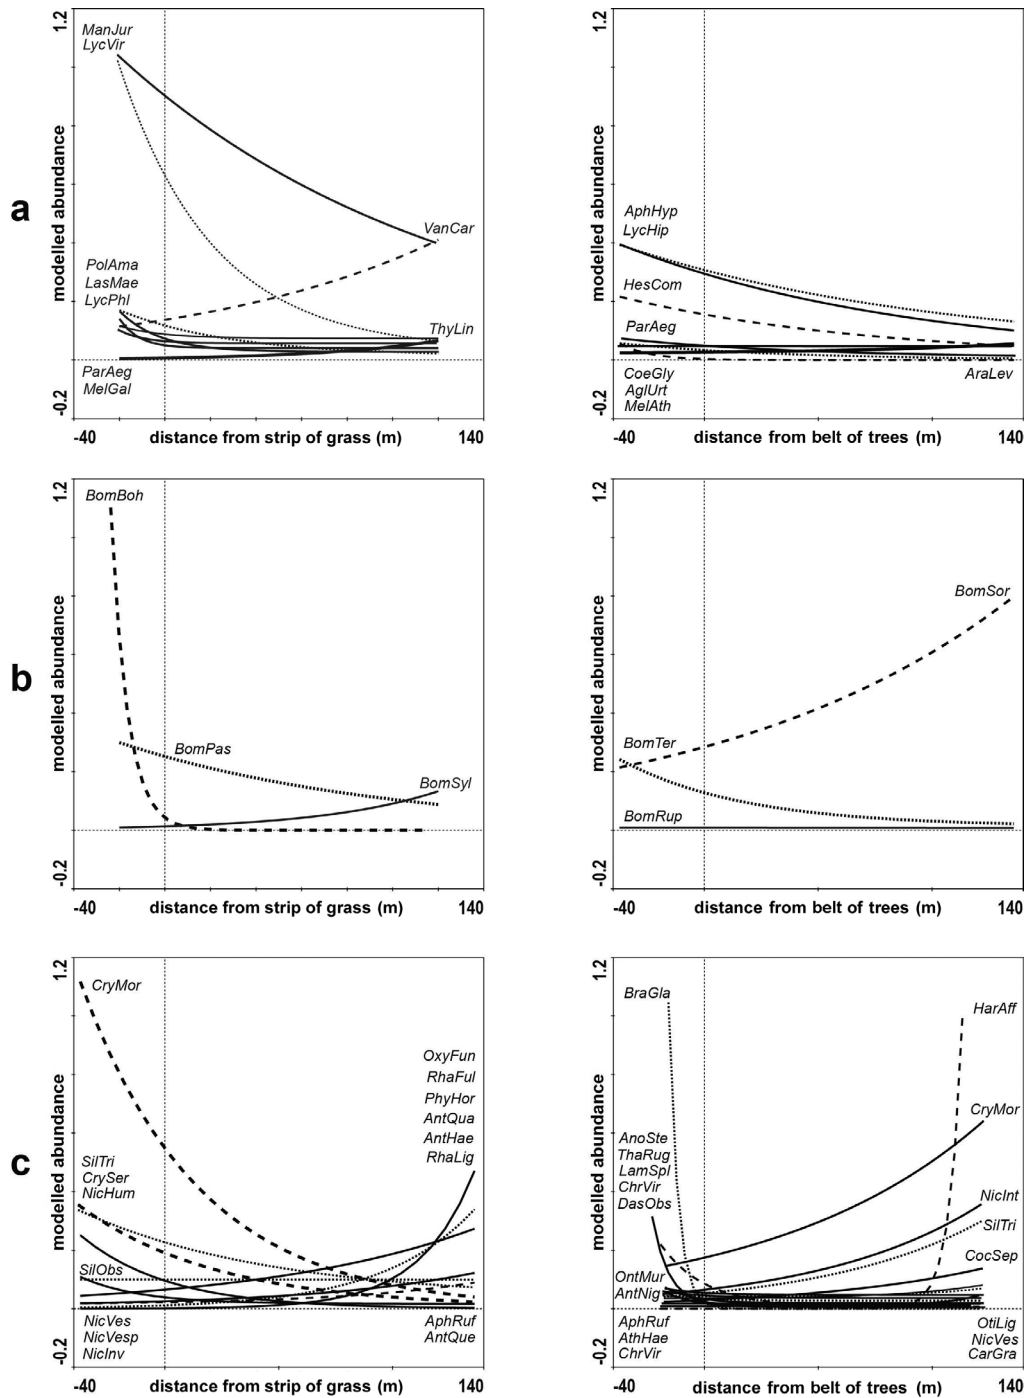 a
1.2
modelled abundance
-0.2
ManJur
LycVir
VanCar
PolAma
LasMae
LycPhl
ThyLin
ParAeg
MelGal
-40
distance from strip of grass (m)
140
1.2
modelled abundance
-0.2
AphHyp
LycHip
HesCom
ParAeg
CoeGly
AglUrt
MelAth
AraLev
-40
distance from belt of trees (m)
140
b
1.2
modelled abundance
-0.2
BomBoh
BomPas
BomSyl
-40
distance from strip of grass (m)
140
1.2
modelled abundance
-0.2
BomSor
BomTer
BomRup
-40
distance from belt of trees (m)
140
c
1.2
modelled abundance
-0.2
CryMor
OxyFun
RhaFul
PhyHor
AntQua
AntHae
RhaLig
SilTri
CrySer
NicHum
SilObs
NicVes
NicVesp
NicInv
AphRuf
AntQue
-40
distance from strip of grass (m)
140
1.2
modelled abundance
-0.2
BraGla
HarAff
CryMor
AnoSte
ThaRug
LamSpl
ChrVir
DasObs
NicInt
SilTri
CocSep
OntMur
AntNig
AphRuf
AthHae
ChrVir
OtiLig
NicVes
CarGra
-40
distance from belt of trees (m)
140